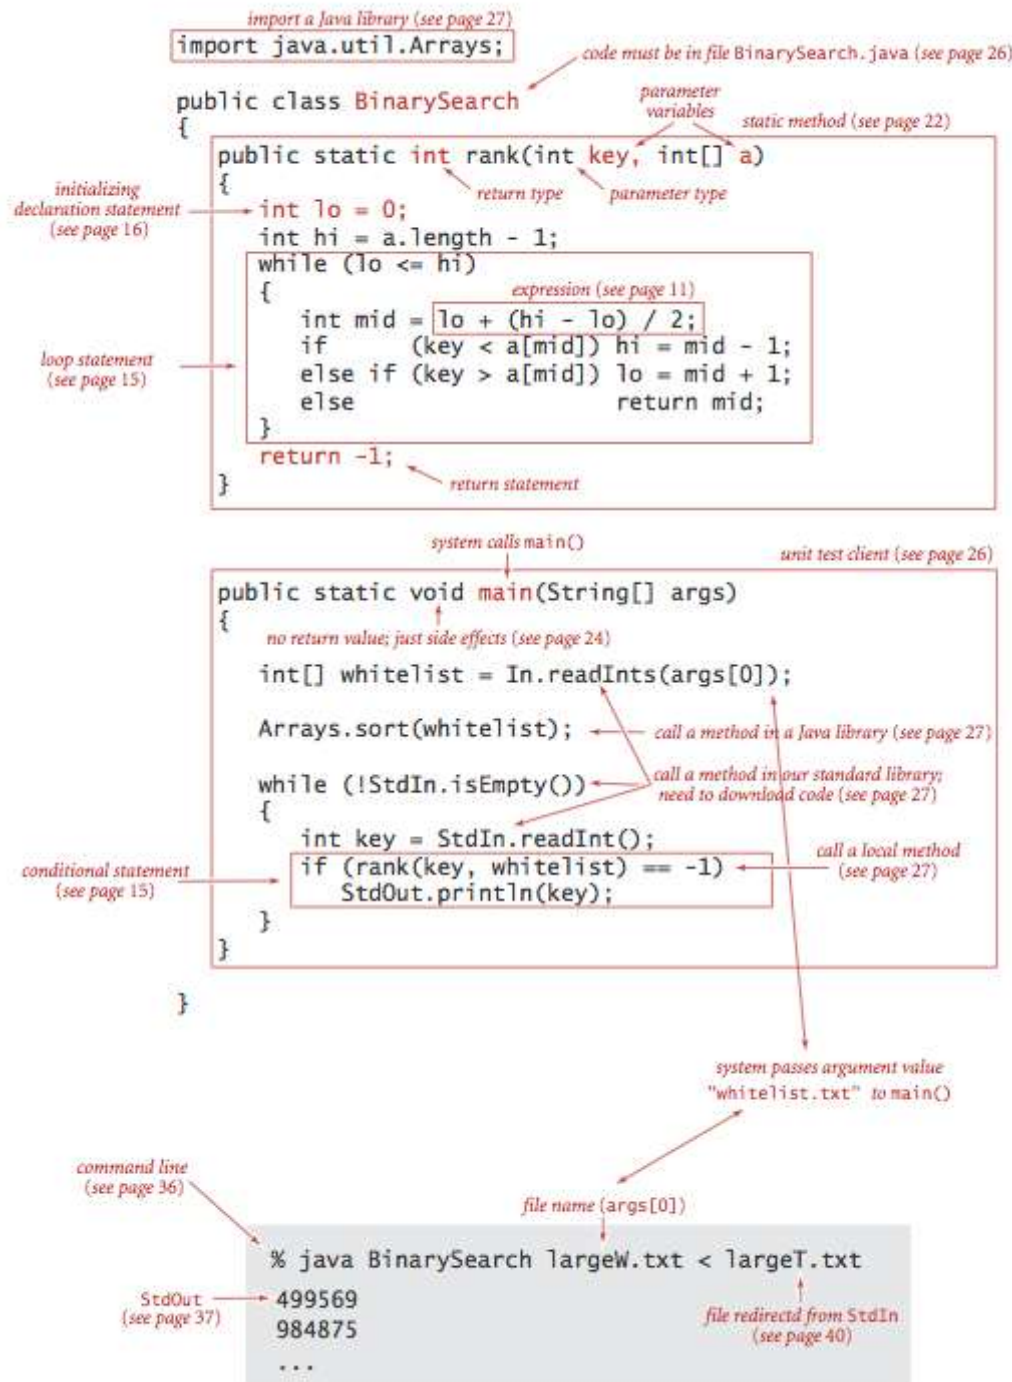 import a Java library (see page 27)
import java.util.Arrays;
code must be in file BinarySearch.java (see page 26)
public class BinarySearch
parameter
variables
{
static method (see page 22)
public static int rank(int key, int[] a)
{
return type
parameter type
initializing
declaration statement
(see page 16)
int lo = 0;
int hi = a.length - 1;
while (lo <= hi)
{
expression (see page 11)
int mid = lo + (hi - lo) / 2;
if (key < a[mid]) hi = mid - 1;
loop statement
(see page 15)
else if (key > a[mid]) lo = mid + 1;
else return mid;
}
return -1;
return statement
}
system calls main()
unit test client (see page 26)
public static void main(String[] args)
{
no return value; just side effects (see page 24)
int[] whitelist = In.readInts(args[0]);
Arrays.sort(whitelist);
call a method in a Java library (see page 27)
while (!StdIn.isEmpty())
call a method in our standard library;
need to download code (see page 27)
{
int key = StdIn.readInt();
conditional statement
(see page 15)
if (rank(key, whitelist) == -1)
call a local method
(see page 27)
StdOut.println(key);
}
}
}
system passes argument value
"whitelist.txt" to main()
command line
(see page 36)
file name (args[0])
% java BinarySearch largeW.txt < largeT.txt
StdOut
(see page 37)
499569
984875
...
file redirectd from StdIn
(see page 40)